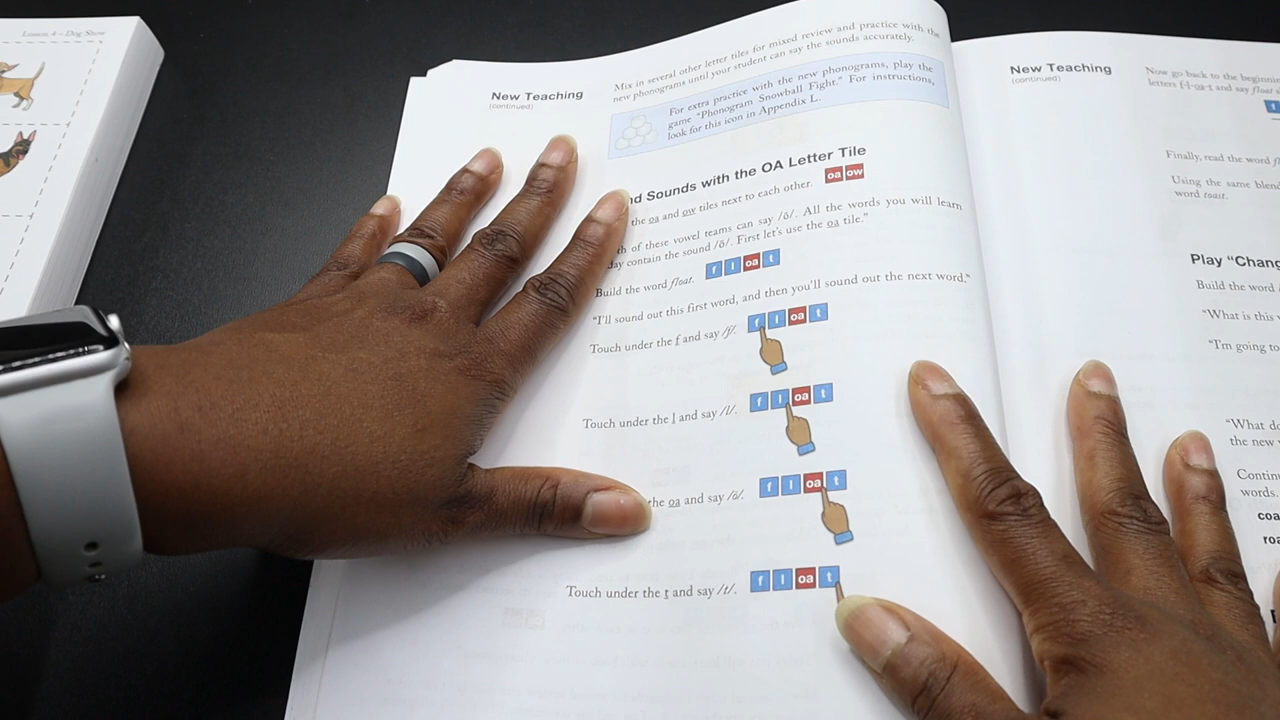 Lesson 4 – Dog Show
New Teaching
(continued)
Mix in several other letter tiles for mixed review and practice with the
new phonograms until your student can say the sounds accurately.
For extra practice with the new phonograms, play the
game "Phonogram Snowball Fight." For instructions,
look for this icon in Appendix L.
nd Sounds with the OA Letter Tile
the oa and ow tiles next to each other. oa ow
th of these vowel teams can say /ō/. All the words you will learn
day contain the sound /ō/. First let's use the oa tile."
Build the word float. f l oa t
"I'll sound out this first word, and then you'll sound out the next word."
Touch under the f and say /f/. f l oa t
Touch under the l and say /l/. f l oa t
the oa and say /ō/. f l oa t
Touch under the t and say /t/. f l oa t
New Teaching
(continued)
Now go back to the beginnin
letters f-l-oa-t and say float
f
Finally, read the word fl
Using the same blen
word toast.
Play "Chang
Build the word
"What is this
"I'm going to
"What do
the new
Contin
words.
coa
roa